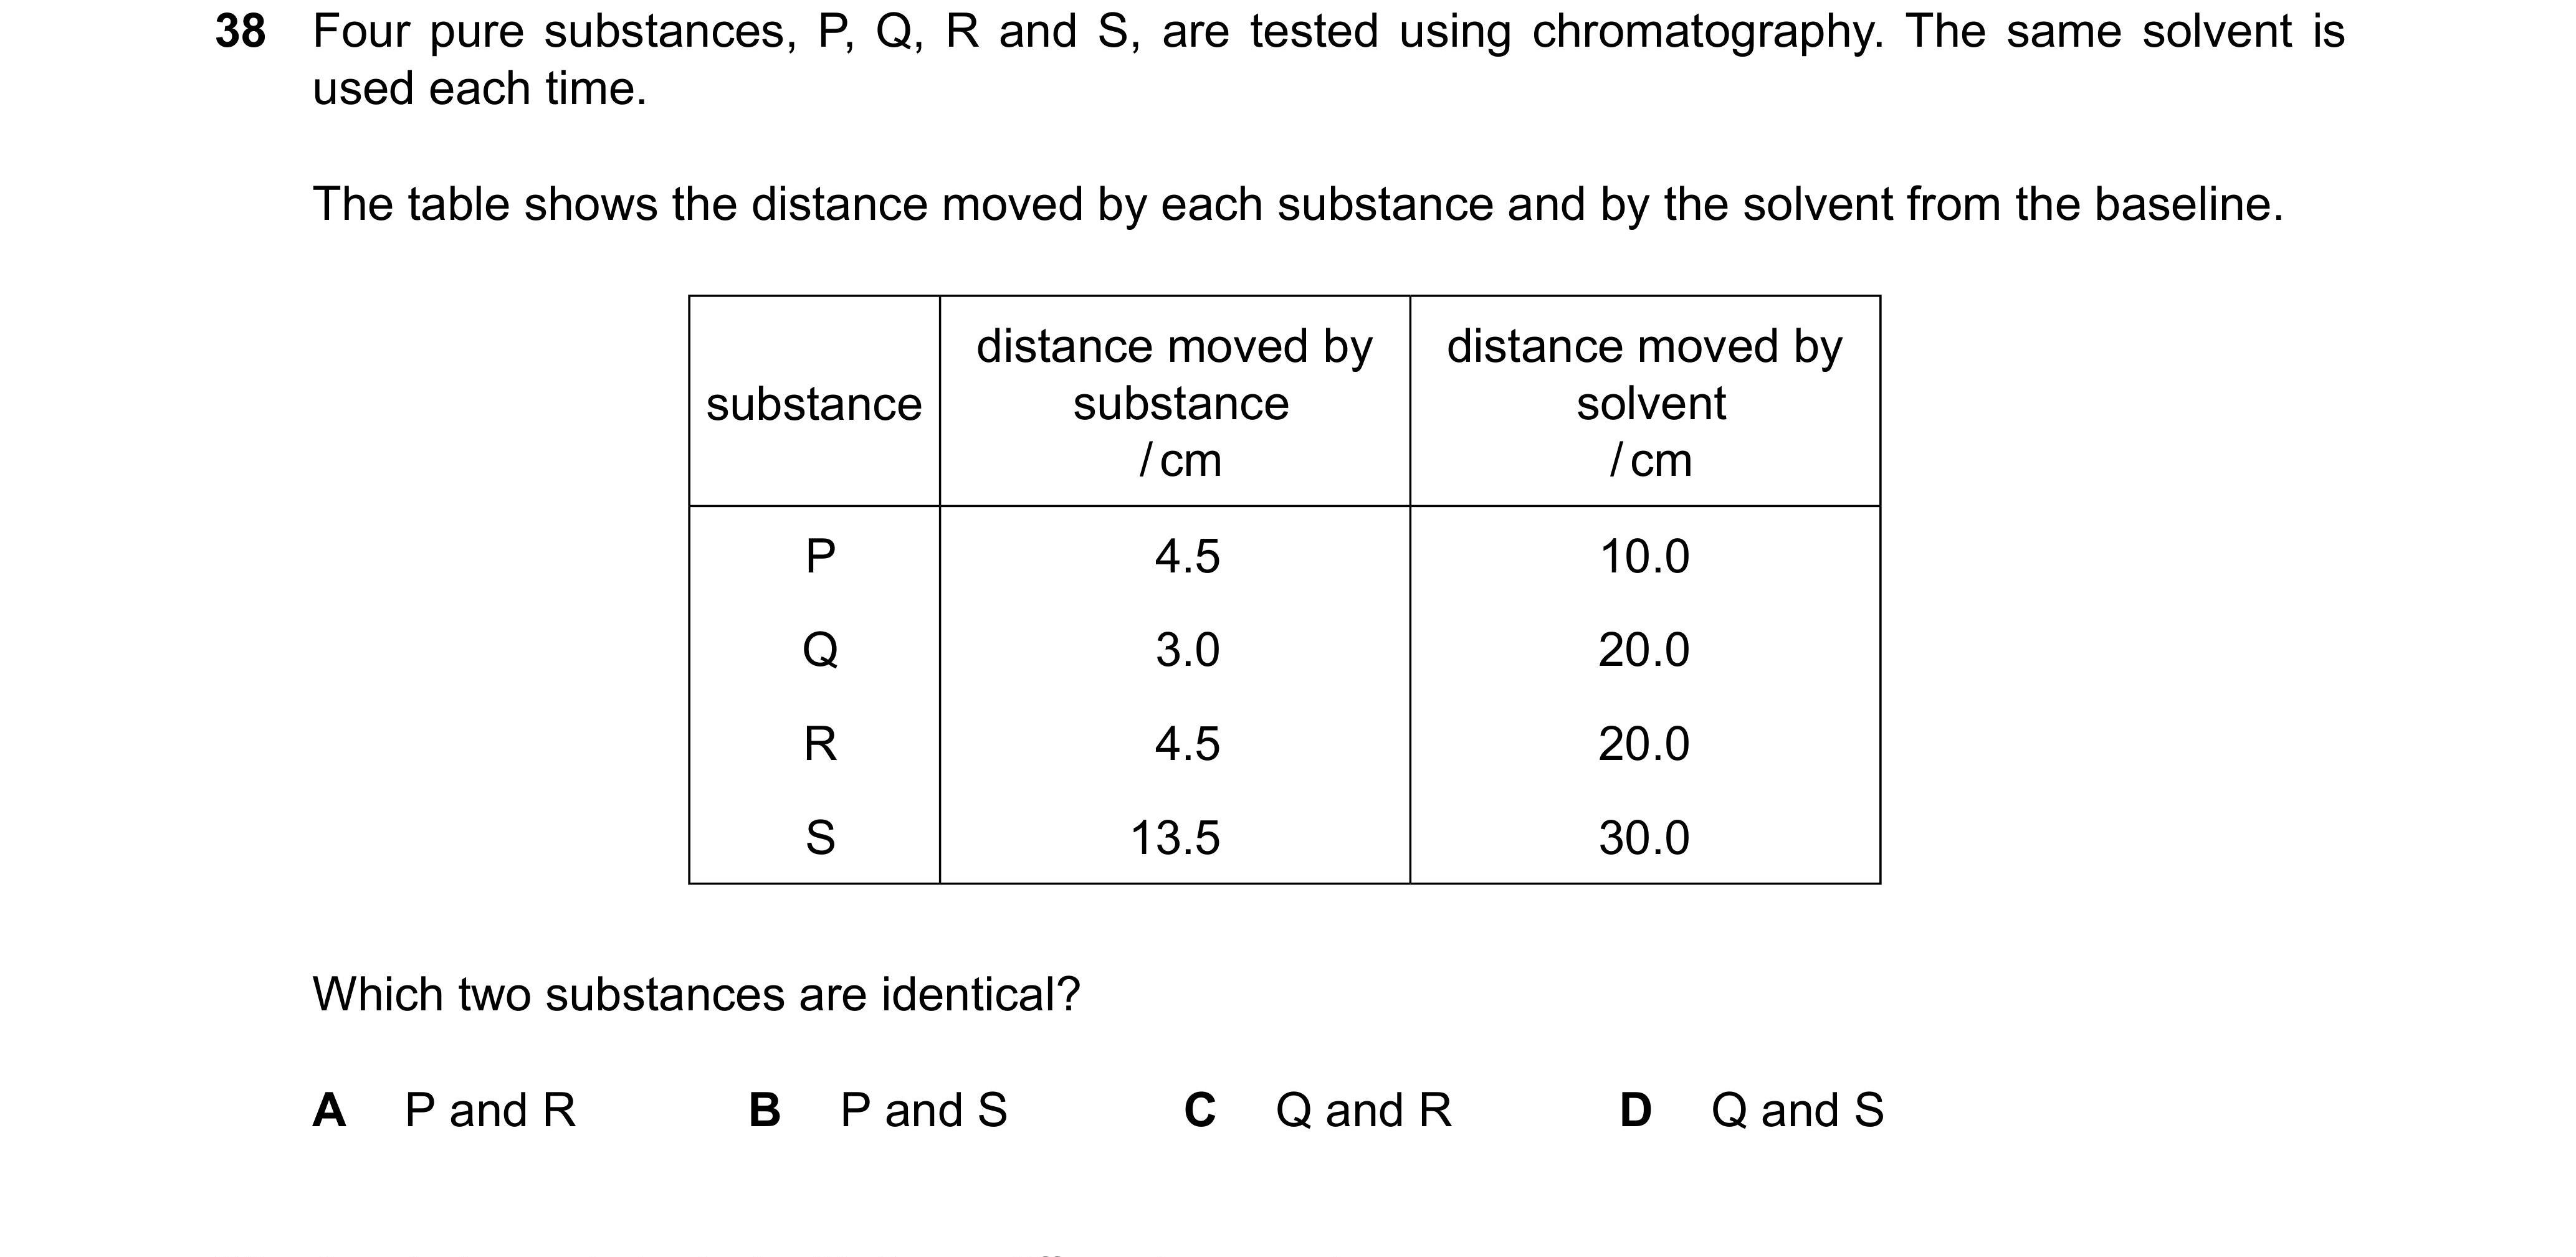 38 Four pure substances, P, Q, R and S, are tested using chromatography. The same solvent is
used each time.
The table shows the distance moved by each substance and by the solvent from the baseline.
substance distance moved by substance / cm distance moved by solvent / cm
P 4.5 10.0
Q 3.0 20.0
R 4.5 20.0
S 13.5 30.0
Which two substances are identical?
A P and R B P and S C Q and R D Q and S